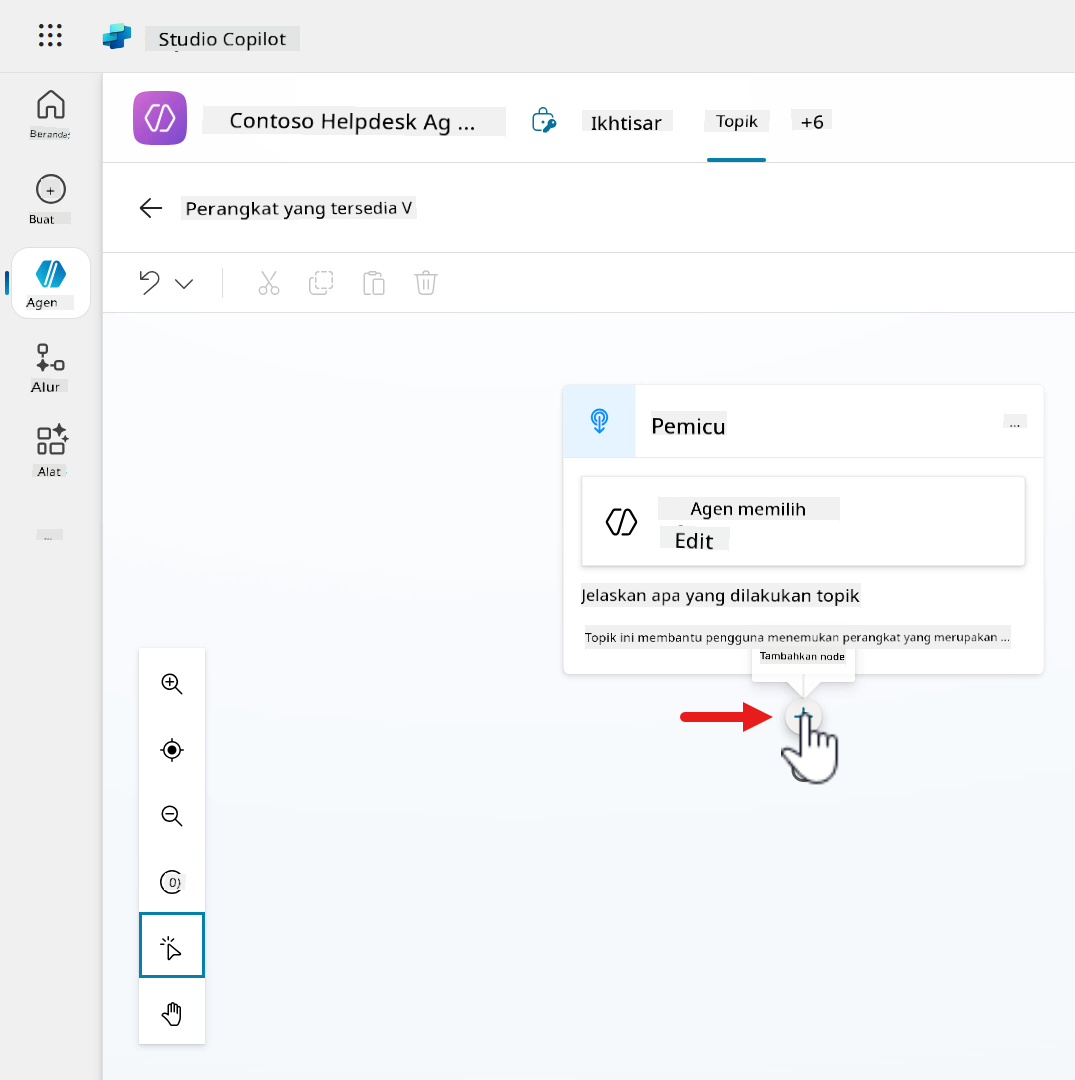 Studio Copilot
Beranda;
Buat
Agen
Alur
Alat
...
Contoso Helpdesk Ag ...
Ikhtisar
Topik
+6
Perangkat yang tersedia V
Pemicu
...
Agen memilih
Edit
Jelaskan apa yang dilakukan topik
Topik ini membantu pengguna menemukan perangkat yang merupakan ...
Tambahkan node
0)